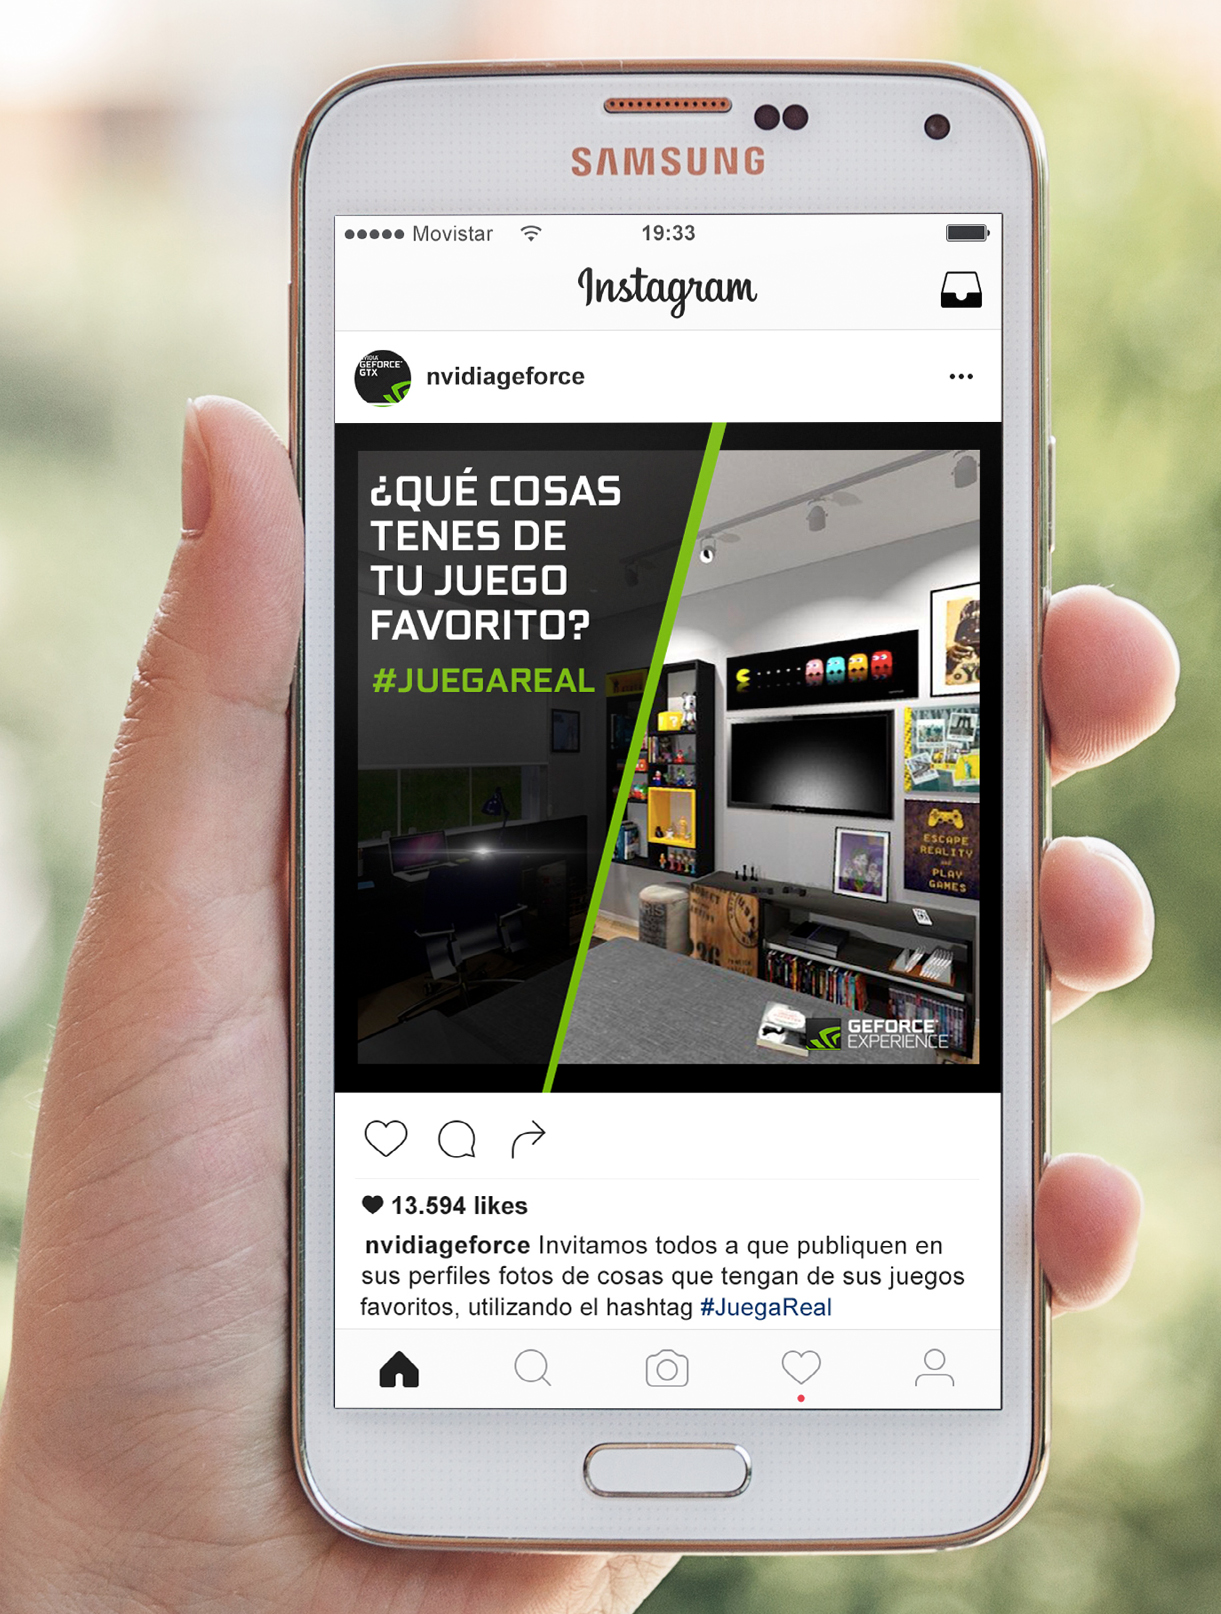 SAMSUNG
Movistar
19:33
Instagram
NVIDIA
GEFORCE
GTX
nvidiageforce
¿QUÉ COSAS
TENES DE
TU JUEGO
FAVORITO?
#JUEGAREAL
ESCAPE
REALITY
AND
PLAY
GAMES
GEFORCE
EXPERIENCE
13.594 likes
nvidiageforce Invitamos todos a que publiquen en
sus perfiles fotos de cosas que tengan de sus juegos
favoritos, utilizando el hashtag #JuegaReal